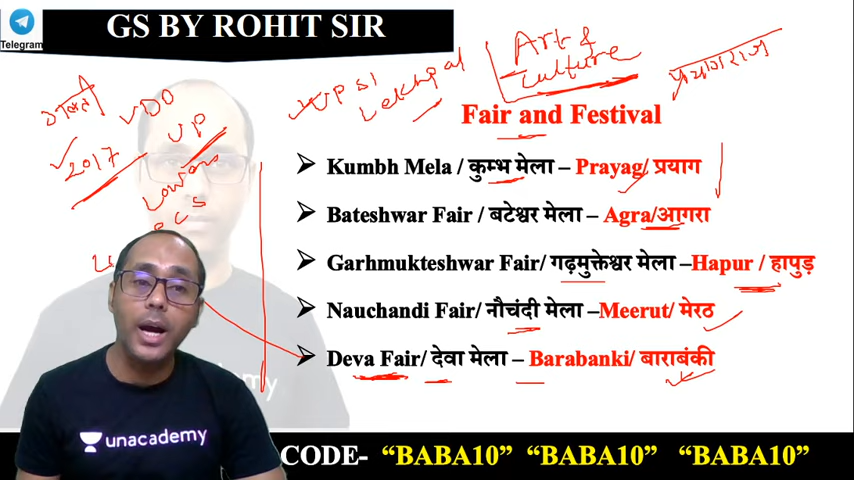 Telegram
GS BY ROHIT SIR
Art &
Culture
UPSI
Lekhpal
प्रयागराज
VDO
2017
UP
Lower
PCS
Fair and Festival
➤ Kumbh Mela / कुम्भ मेला – Prayag/ प्रयाग
➤ Bateshwar Fair / बटेश्वर मेला – Agra/आगरा
➤ Garhmukteshwar Fair/ गढ़मुक्तेश्वर मेला –Hapur / हापुड़
➤ Nauchandi Fair/ नौचंदी मेला –Meerut/ मेरठ
➤ Deva Fair/ देवा मेला – Barabanki/ बाराबंकी
unacademy
CODE- “BABA10” “BABA10” “BABA10”